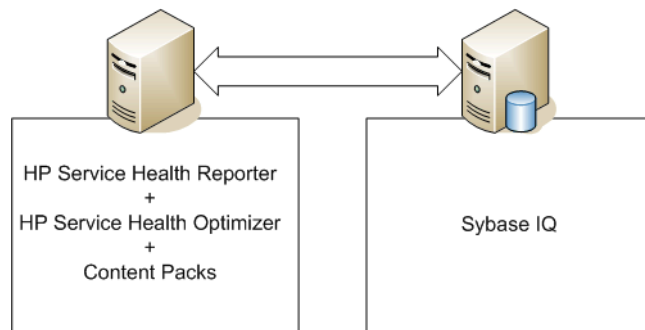 HP Service Health Reporter
+
HP Service Health Optimizer
+
Content Packs
Sybase IQ